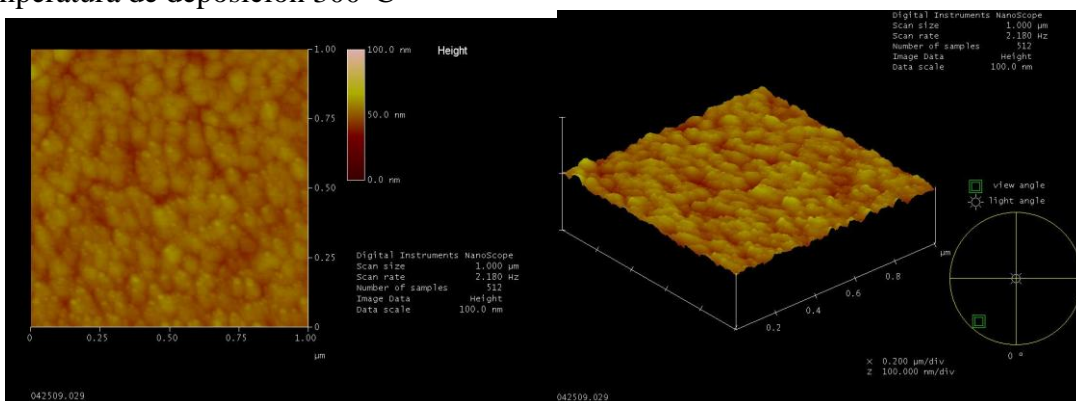 de deposición 300°C
1.00
100.0 nm
Height
0.75
50.0 nm
0.0 nm
0.50
0.25
Digital Instruments NanoScope
Scan size 1.000 µm
Scan rate 2.180 Hz
Number of samples 512
Image Data Height
Data scale 100.0 nm
0
0 0.25 0.50 0.75 1.00
µm
042509.029
Digital Instruments NanoScope
Scan size 1.000 µm
Scan rate 2.180 Hz
Number of samples 512
Image Data Height
Data scale 100.0 nm
view angle
light angle
µm
0.8
0.6
0.4
0.2
X 0.200 µm/div
Z 100.000 nm/div
0 °
042509.029